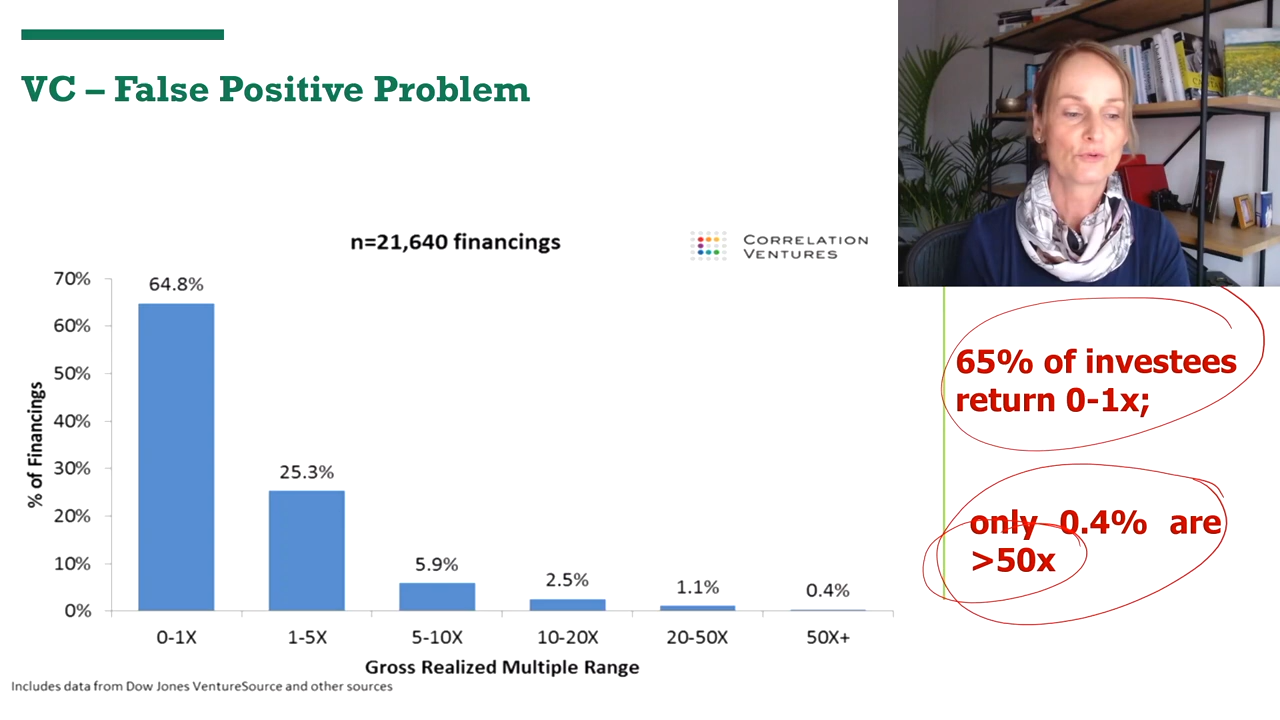 VC – False Positive Problem
n=21,640 financings
CORRELATION
VENTURES
% of Financings
70%
60%
50%
40%
30%
20%
10%
0%
64.8%
25.3%
5.9%
2.5%
1.1%
0.4%
0-1X
1-5X
5-10X
10-20X
20-50X
50X+
Gross Realized Multiple Range
Includes data from Dow Jones VentureSource and other sources
65% of investees
return 0-1x;
only 0.4% are
>50x